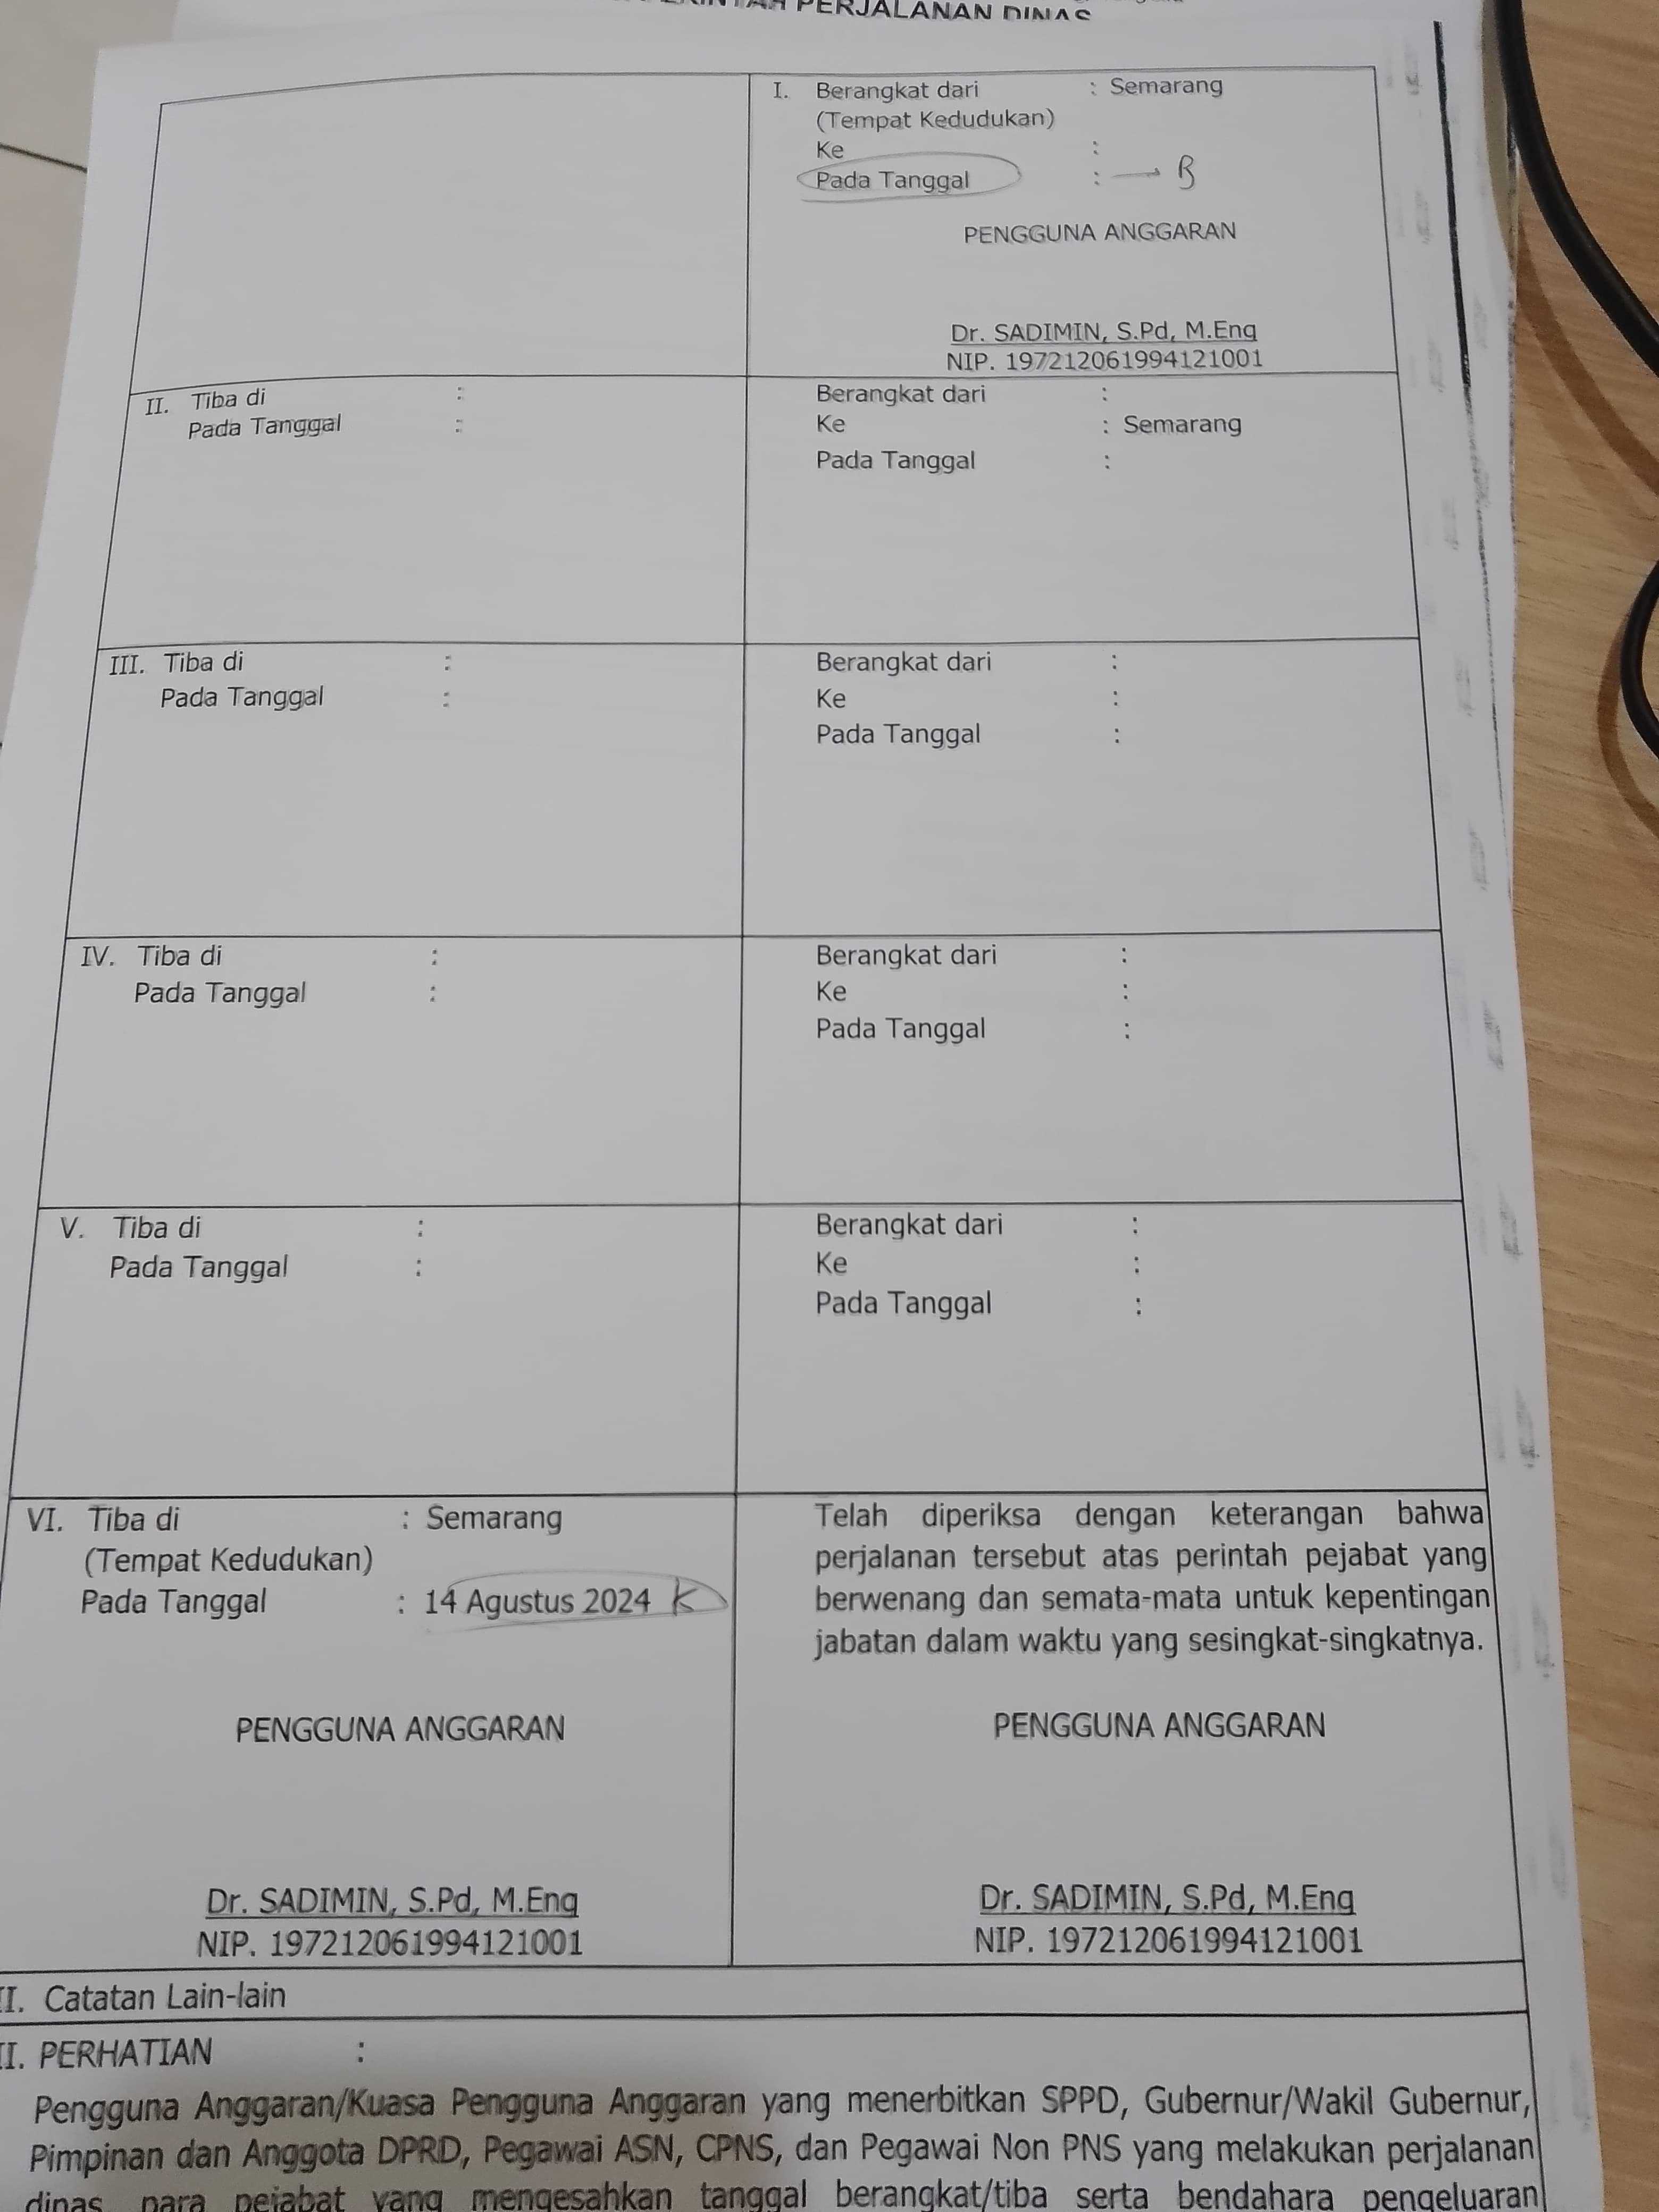 PERJALANAN DINAS
I. Berangkat dari : Semarang
(Tempat Kedudukan)
Ke :
Pada Tanggal : → B
PENGGUNA ANGGARAN
Dr. SADIMIN, S.Pd, M.Eng
NIP. 197212061994121001
II. Tiba di :
Pada Tanggal :
Berangkat dari :
Ke : Semarang
Pada Tanggal :
III. Tiba di :
Pada Tanggal :
Berangkat dari :
Ke :
Pada Tanggal :
IV. Tiba di :
Pada Tanggal :
Berangkat dari :
Ke :
Pada Tanggal :
V. Tiba di :
Pada Tanggal :
Berangkat dari :
Ke :
Pada Tanggal :
VI. Tiba di : Semarang
(Tempat Kedudukan)
Pada Tanggal : 14 Agustus 2024 K
PENGGUNA ANGGARAN
Dr. SADIMIN, S.Pd, M.Eng
NIP. 197212061994121001
Telah diperiksa dengan keterangan bahwa
perjalanan tersebut atas perintah pejabat yang
berwenang dan semata-mata untuk kepentingan
jabatan dalam waktu yang sesingkat-singkatnya.
PENGGUNA ANGGARAN
Dr. SADIMIN, S.Pd, M.Eng
NIP. 197212061994121001
II. Catatan Lain-lain
II. PERHATIAN :
Pengguna Anggaran/Kuasa Pengguna Anggaran yang menerbitkan SPPD, Gubernur/Wakil Gubernur,
Pimpinan dan Anggota DPRD, Pegawai ASN, CPNS, dan Pegawai Non PNS yang melakukan perjalanan
dinas, para pejabat yang mengesahkan tanggal berangkat/tiba serta bendahara pengeluaran